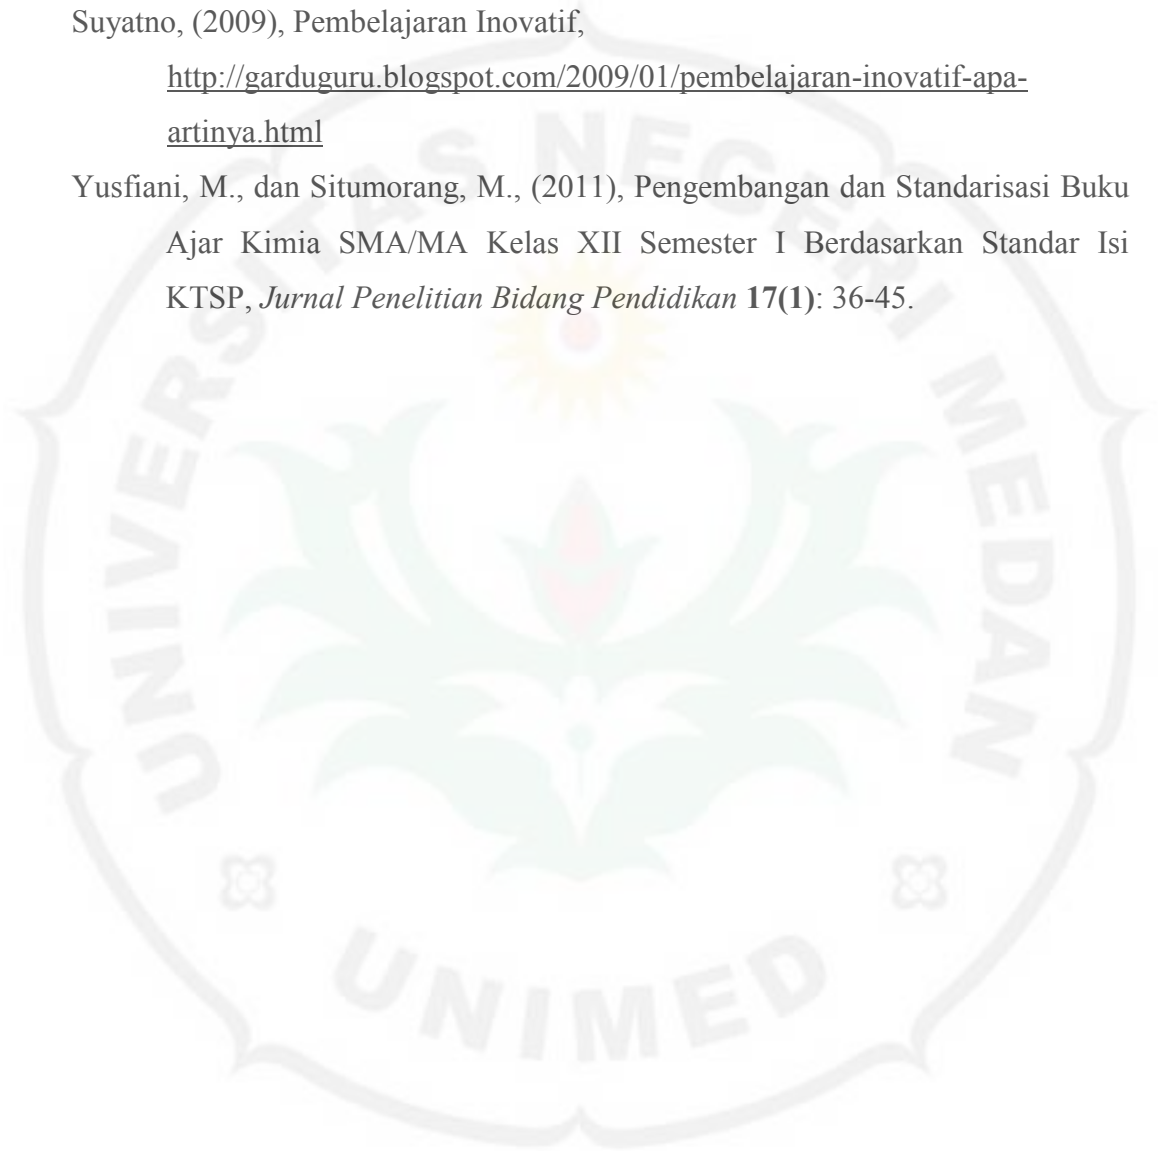 Suyatno, (2009), Pembelajaran Inovatif,
http://garduguru.blogspot.com/2009/01/pembelajaran-inovatif-apa-
artinya.html
Yusfiani, M., dan Situmorang, M., (2011), Pengembangan dan Standarisasi Buku
Ajar Kimia SMA/MA Kelas XII Semester I Berdasarkan Standar Isi
KTSP, Jurnal Penelitian Bidang Pendidikan 17(1): 36-45.
UNIVERSITAS NEGERI MEDAN
UNIMED